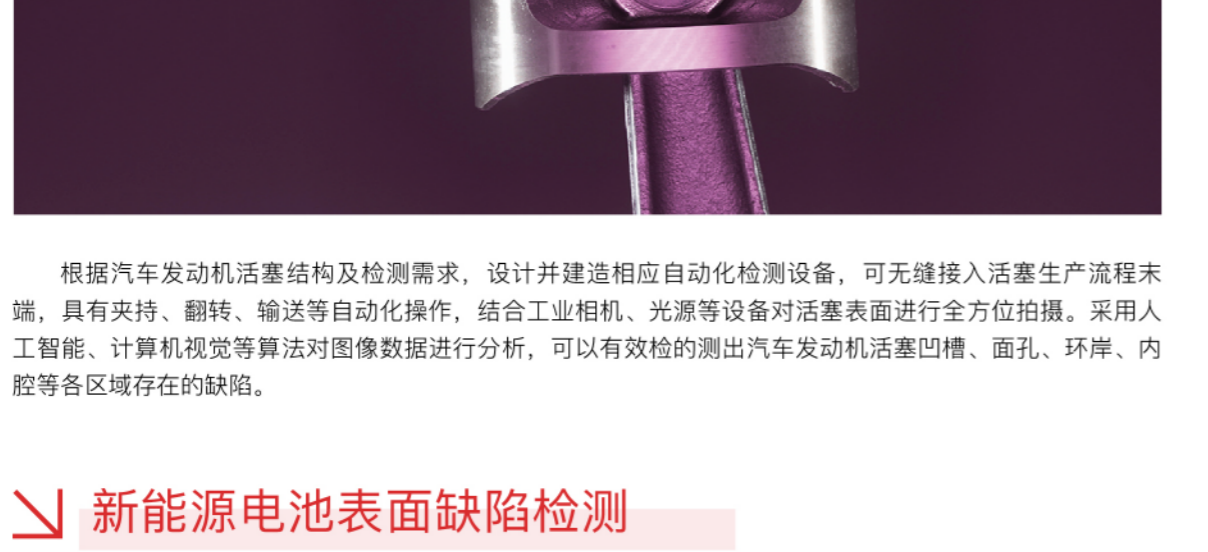 根据汽车发动机活塞结构及检测需求，设计并建造相应自动化检测设备，可无缝接入活塞生产流程末
端，具有夹持、翻转、输送等自动化操作，结合工业相机、光源等设备对活塞表面进行全方位拍摄。采用人
工智能、计算机视觉等算法对图像数据进行分析，可以有效检的测出汽车发动机活塞凹槽、面孔、环岸、内
腔等各区域存在的缺陷。
新能源电池表面缺陷检测